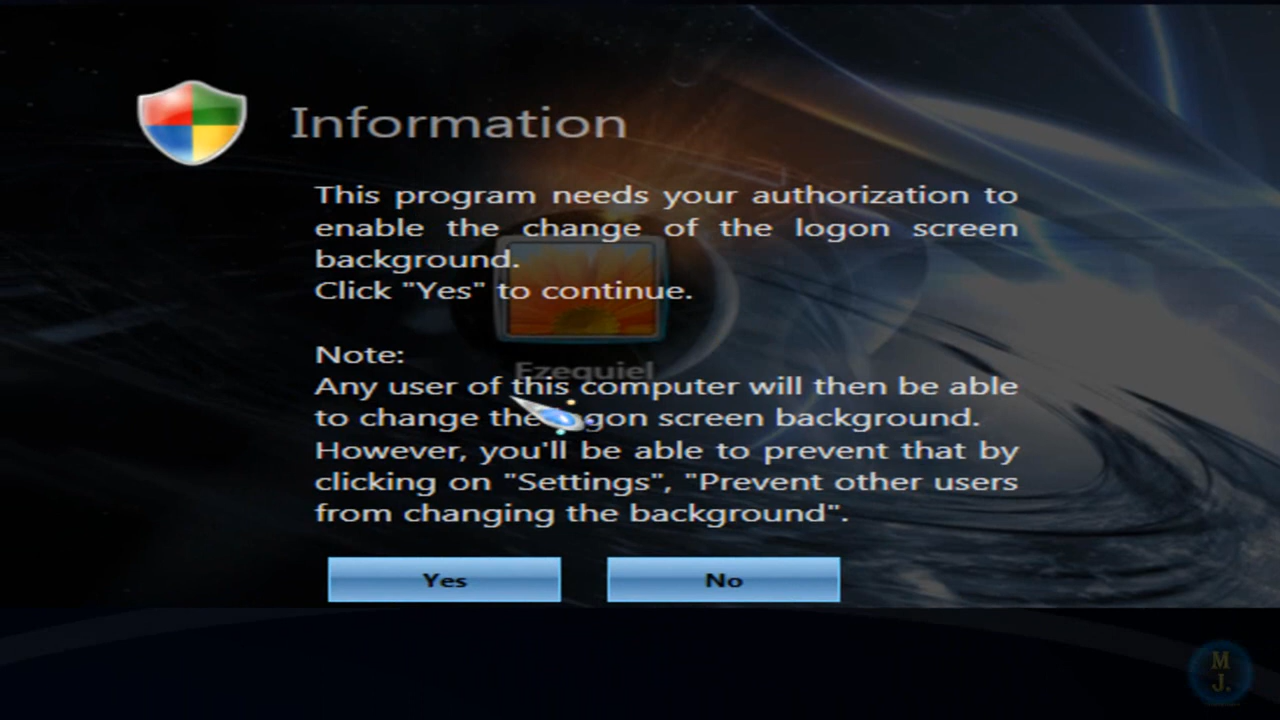 Information
This program needs your authorization to
enable the change of the logon screen
background.
Click "Yes" to continue.
Note:
Ezequiel
Any user of this computer will then be able
to change the logon screen background.
However, you'll be able to prevent that by
clicking on "Settings", "Prevent other users
from changing the background".
Yes No
M
J.